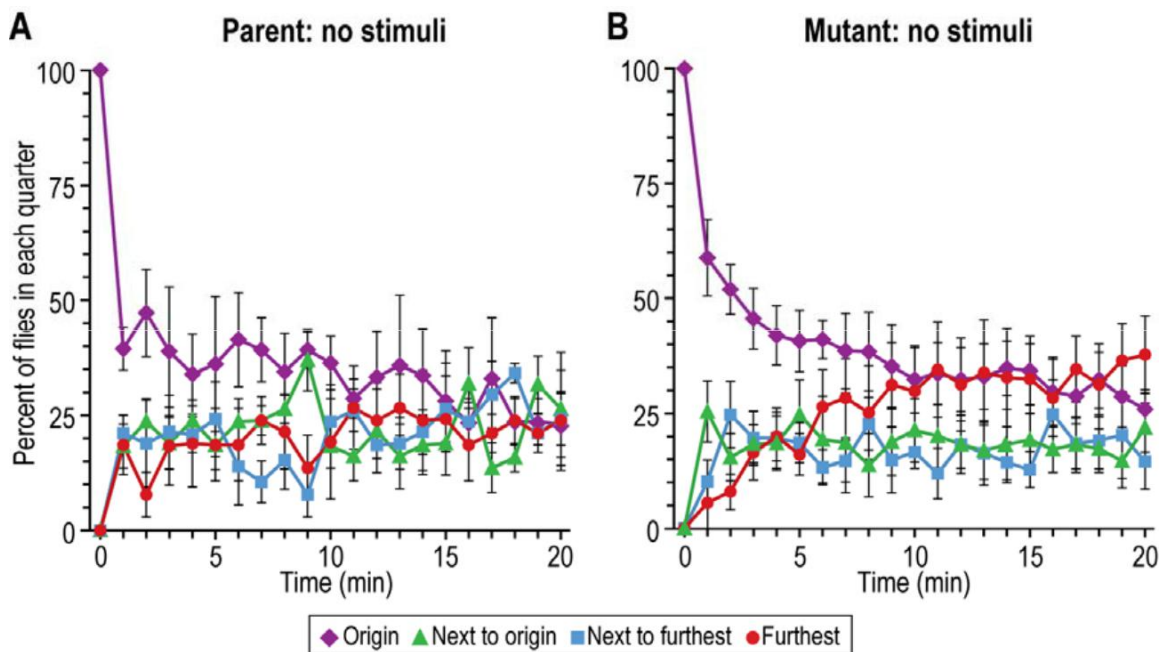 A
Parent: no stimuli
B
Mutant: no stimuli
Percent of flies in each quarter
100
75
50
25
0
0 5 10 15 20
Time (min)
100
75
50
25
0
0 5 10 15 20
Time (min)
Origin Next to origin Next to furthest Furthest